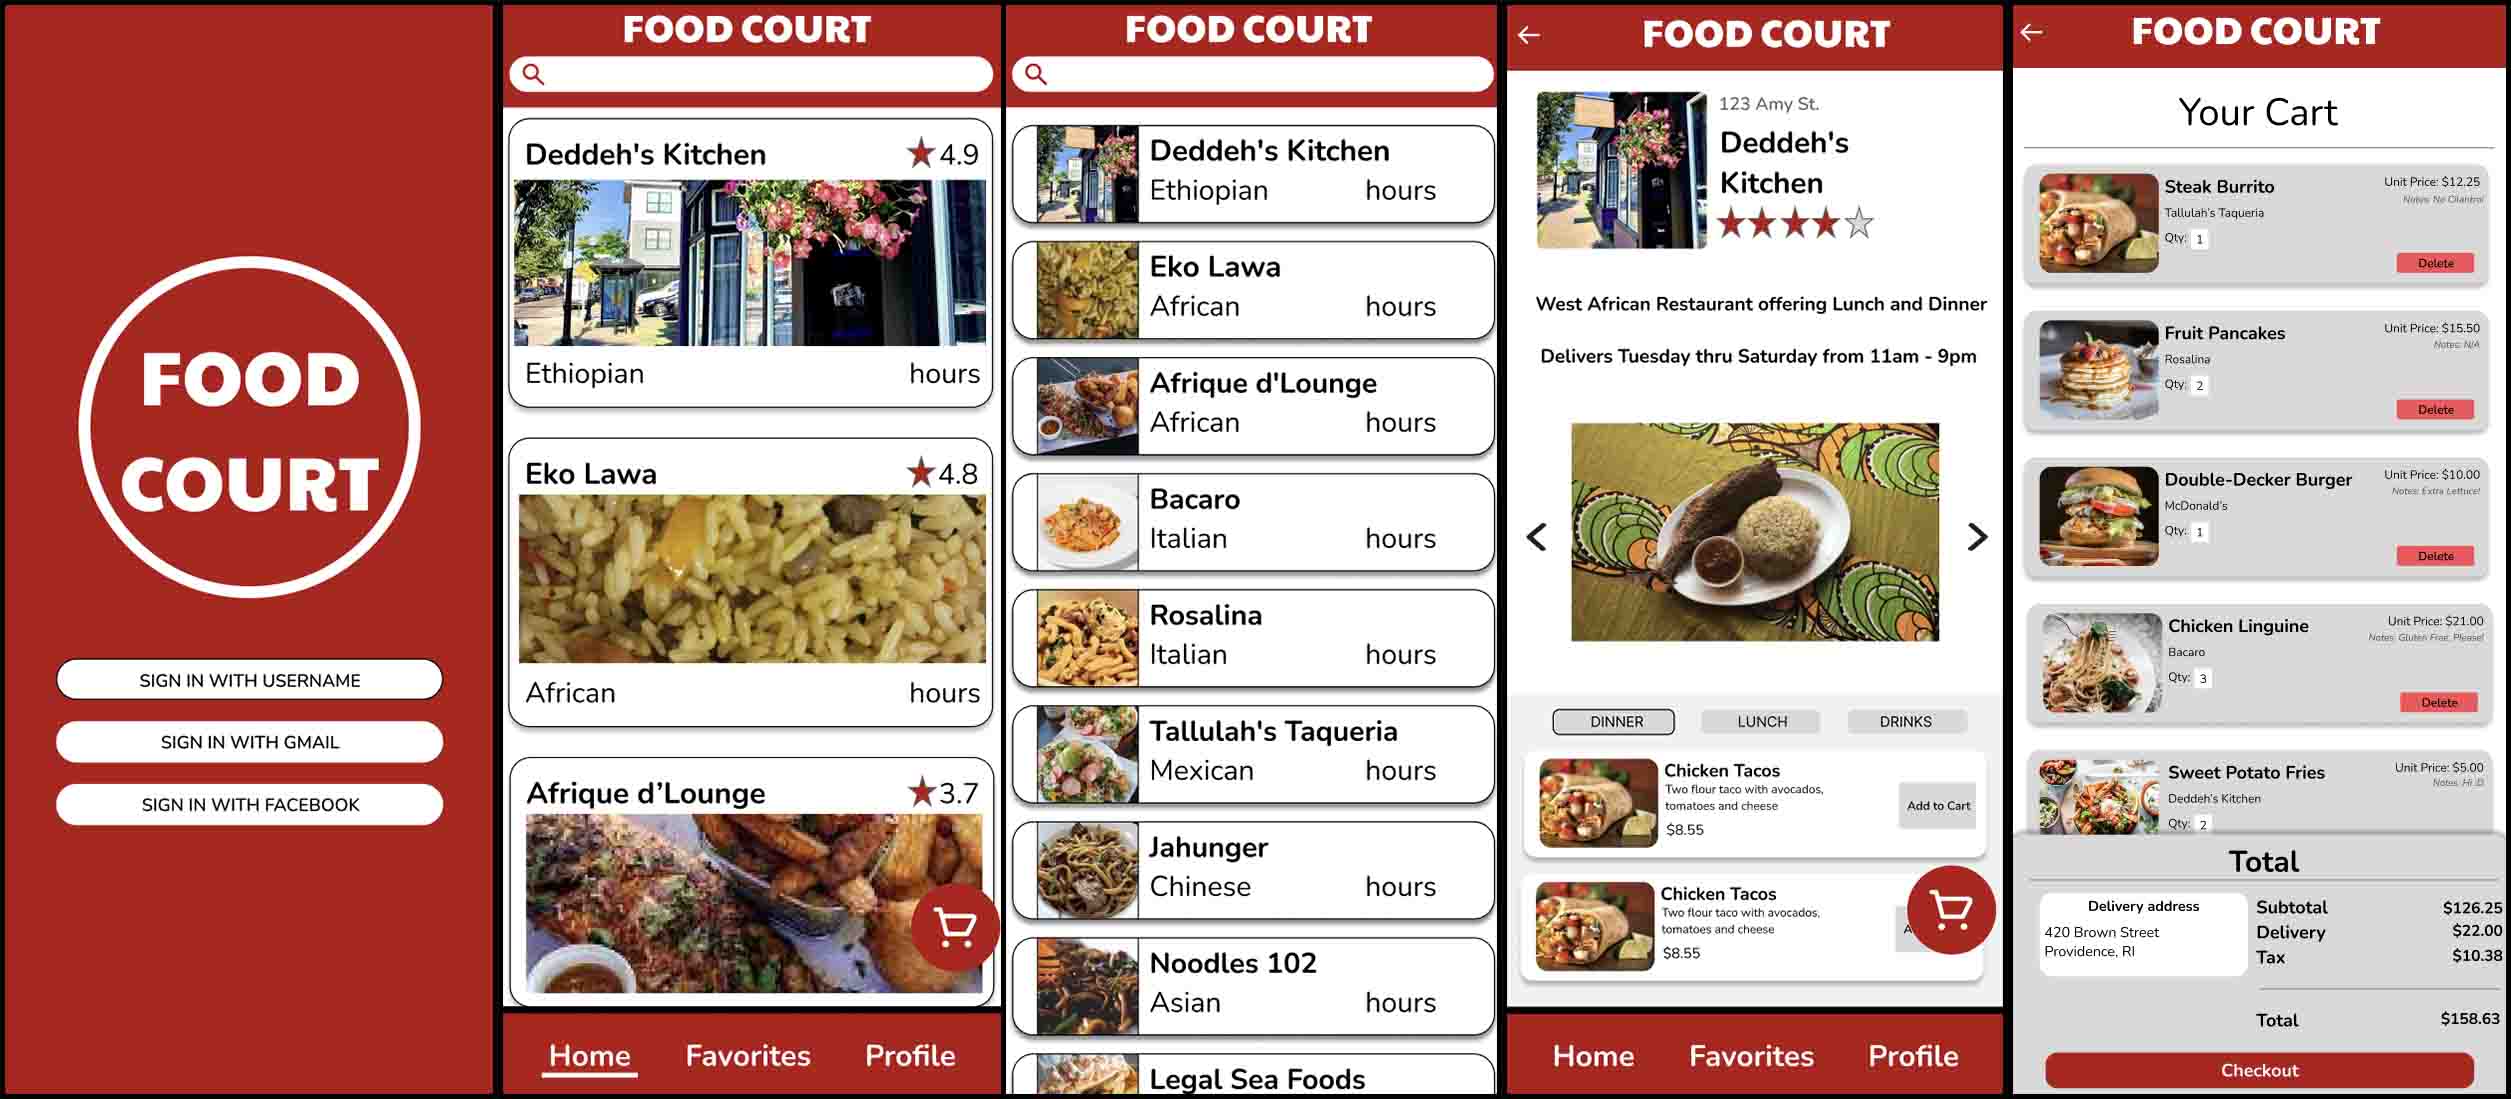 FOOD
COURT
SIGN IN WITH USERNAME
SIGN IN WITH GMAIL
SIGN IN WITH FACEBOOK
FOOD COURT
Deddeh's Kitchen
4.9
Ethiopian
hours
Eko Lawa
4.8
African
hours
Afrique d’Lounge
3.7
Home
Favorites
Profile
FOOD COURT
Deddeh's Kitchen
Ethiopian
hours
Eko Lawa
African
hours
Afrique d'Lounge
African
hours
Bacaro
Italian
hours
Rosalina
Italian
hours
Tallulah's Taqueria
Mexican
hours
Jahunger
Chinese
hours
Noodles 102
Asian
hours
Legal Sea Foods
FOOD COURT
123 Amy St.
Deddeh's
Kitchen
West African Restaurant offering Lunch and Dinner
Delivers Tuesday thru Saturday from 11am - 9pm
DINNER
LUNCH
DRINKS
Chicken Tacos
Two flour taco with avocados,
tomatoes and cheese
$8.55
Add to Cart
Chicken Tacos
Two flour taco with avocados,
tomatoes and cheese
$8.55
Home
Favorites
Profile
FOOD COURT
Your Cart
Steak Burrito
Unit Price: $12.25
Notes: No Cilantro!
Tallulah's Taqueria
Qty: 1
Delete
Fruit Pancakes
Unit Price: $15.50
Notes: N/A
Rosalina
Qty: 2
Delete
Double-Decker Burger
Unit Price: $10.00
Notes: Extra Lettuce!
McDonald's
Qty: 1
Delete
Chicken Linguine
Unit Price: $21.00
Notes: Gluten Free, Please!
Bacaro
Qty: 3
Delete
Sweet Potato Fries
Unit Price: $5.00
Notes: Hi :D
Deddeh's Kitchen
Qty: 2
Total
Delivery address
420 Brown Street
Providence, RI
Subtotal
$126.25
Delivery
$22.00
Tax
$10.38
Total
$158.63
Checkout